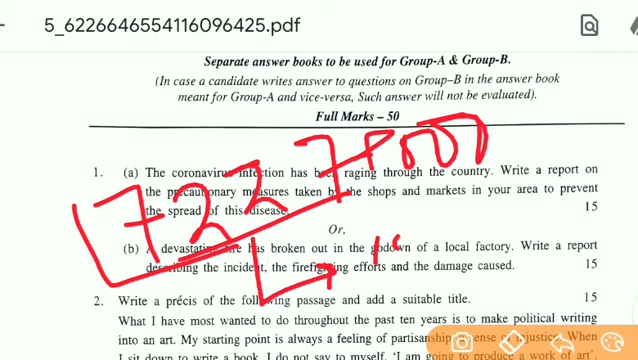 5_6226646554116096425.pdf
Separate answer books to be used for Group-A & Group-B.
(In case a candidate writes answer to questions on Group–B in the answer book
meant for Group-A and vice-versa, Such answer will not be evaluated).
Full Marks – 50
1. (a) The coronavirus infection has been raging through the country. Write a report on
the precautionary measures taken by the shops and markets in your area to prevent
the spread of this disease. 15
Or,
(b) A devastating fire has broken out in the godown of a local factory. Write a report
describing the incident, the firefighting efforts and the damage caused. 15
2. Write a précis of the following passage and add a suitable title. 15
What I have most wanted to do throughout the past ten years is to make political writing
into an art. My starting point is always a feeling of partisanship, a sense of injustice. When
I sit down to write a book, I do not say to myself, 'I am going to produce a work of art'.